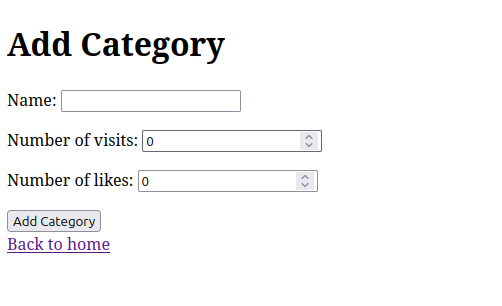 Add Category
Name:
Number of visits: 0
Number of likes: 0
Add Category
Back to home